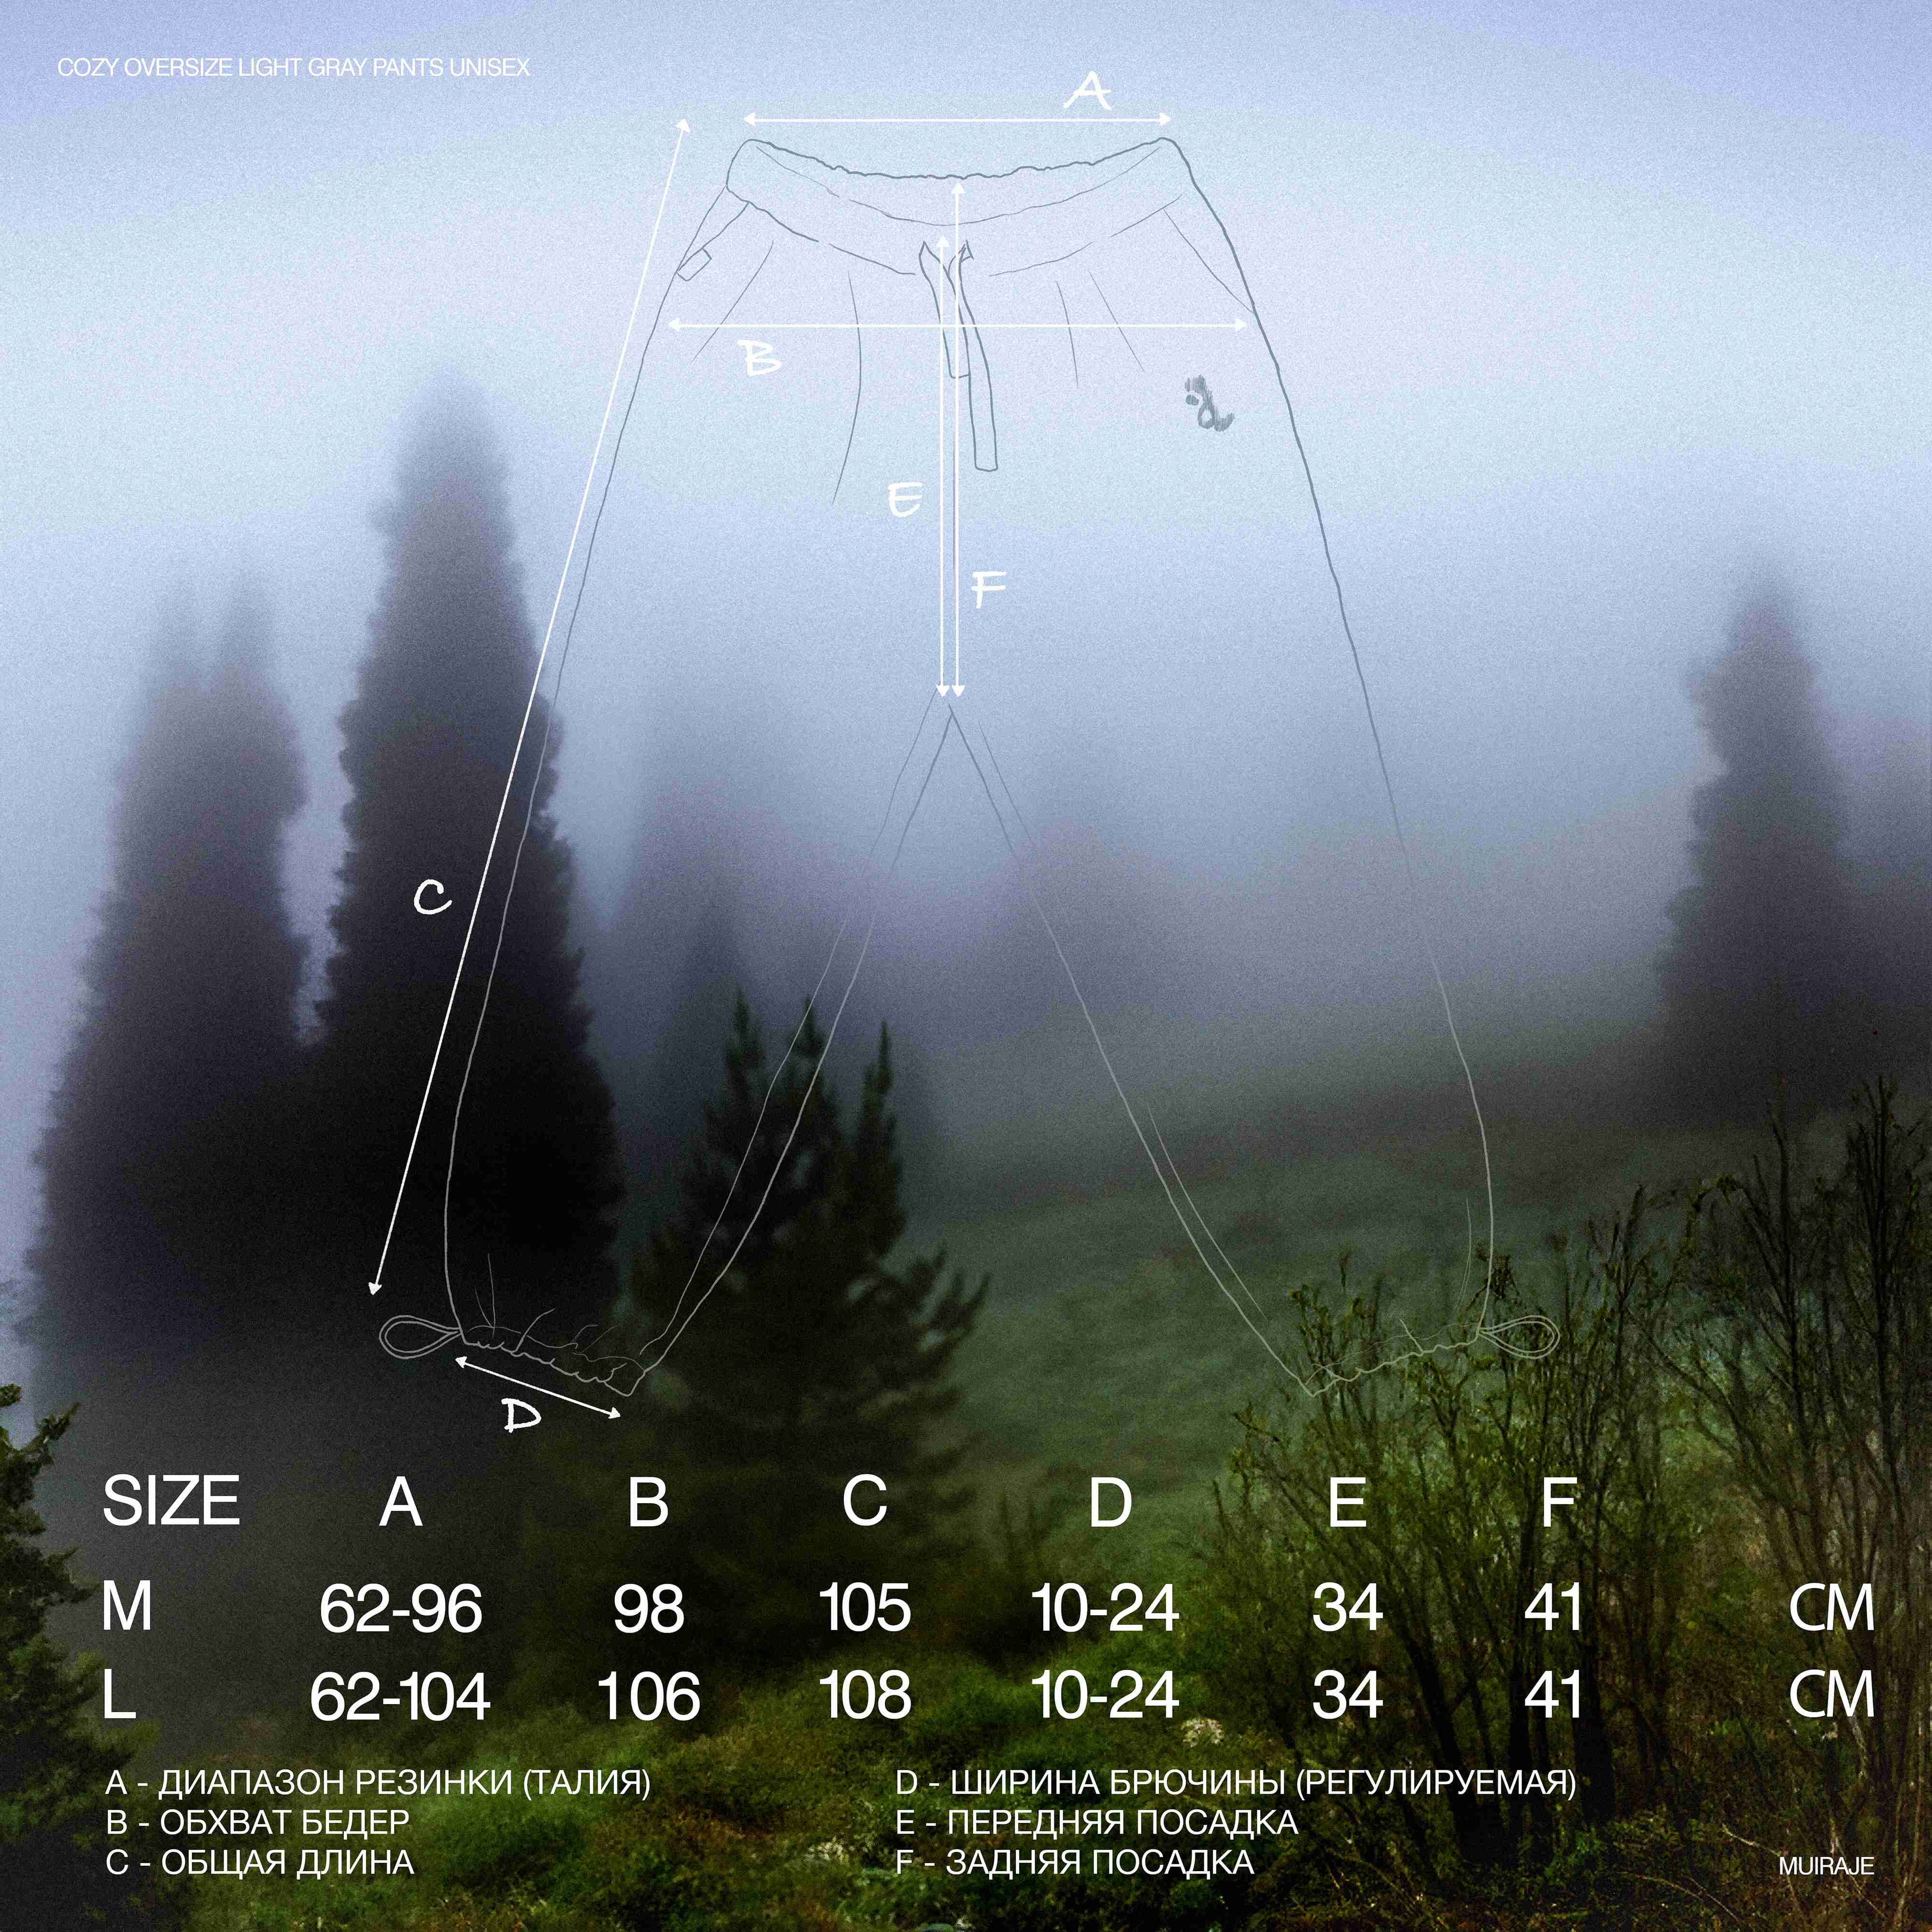 COZY OVERSIZE LIGHT GRAY PANTS UNISEX
A
B
E
F
C
D
SIZE A B C D E F
M 62-96 98 105 10-24 34 41 CM
L 62-104 106 108 10-24 34 41 CM
A - ДИАПАЗОН РЕЗИНКИ (ТАЛИЯ)
B - ОБХВАТ БЕДЕР
C - ОБЩАЯ ДЛИНА
D - ШИРИНА БРЮЧИНЫ (РЕГУЛИРУЕМАЯ)
E - ПЕРЕДНЯЯ ПОСАДКА
F - ЗАДНЯЯ ПОСАДКА
MUIRAJE